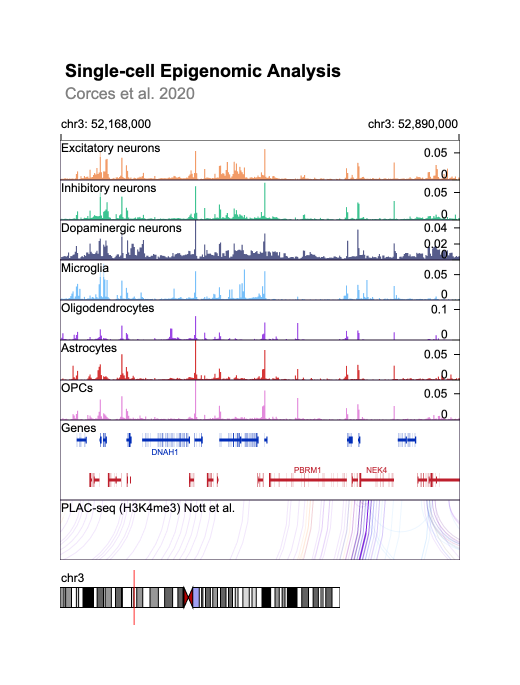 Single-cell Epigenomic Analysis
Corces et al. 2020
chr3: 52,168,000 chr3: 52,890,000
Excitatory neurons 0.05
0
Inhibitory neurons 0.05
0
Dopaminergic neurons 0.04
0.02
0
Microglia 0.05
0
Oligodendrocytes 0.1
0
Astrocytes 0.05
0
OPCs 0.05
0
Genes
DNAH1
PBRM1 NEK4
PLAC-seq (H3K4me3) Nott et al.
chr3